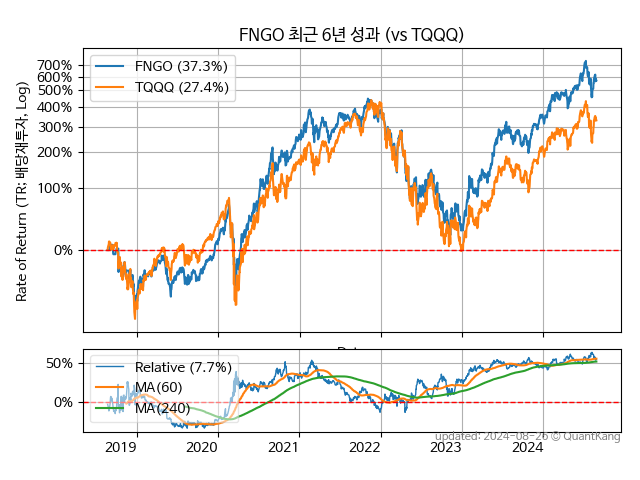 FNGO 최근 6년 성과 (vs TQQQ)
Rate of Return (TR: 배당재투자, Log)
700%
600%
500%
400%
300%
200%
100%
0%
FNGO (37.3%)
TQQQ (27.4%)
50%
0%
Relative (7.7%)
MA(60)
MA(240)
2019 2020 2021 2022 2023 2024
updated: 2024-08-26 © QuantKang